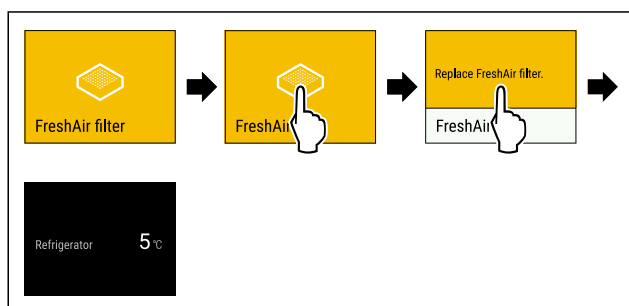 FreshAir filter
FreshAi
Replace FreshAir filter.
FreshAi
Refrigerator 5 °C